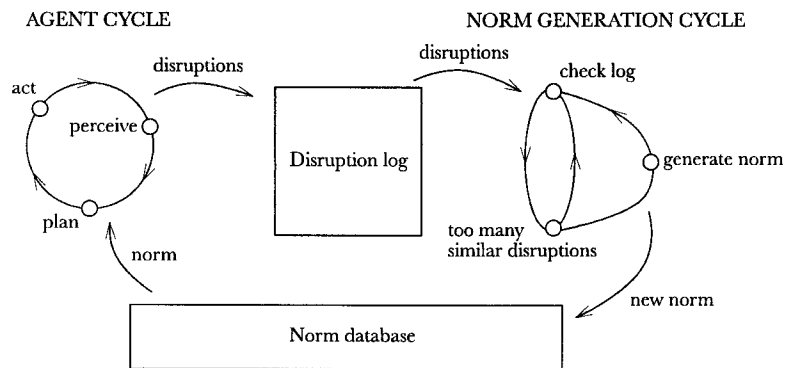 AGENT CYCLE
NORM GENERATION CYCLE
disruptions
disruptions
act
check log
perceive
Disruption log
generate norm
plan
too many
similar disruptions
norm
new norm
Norm database